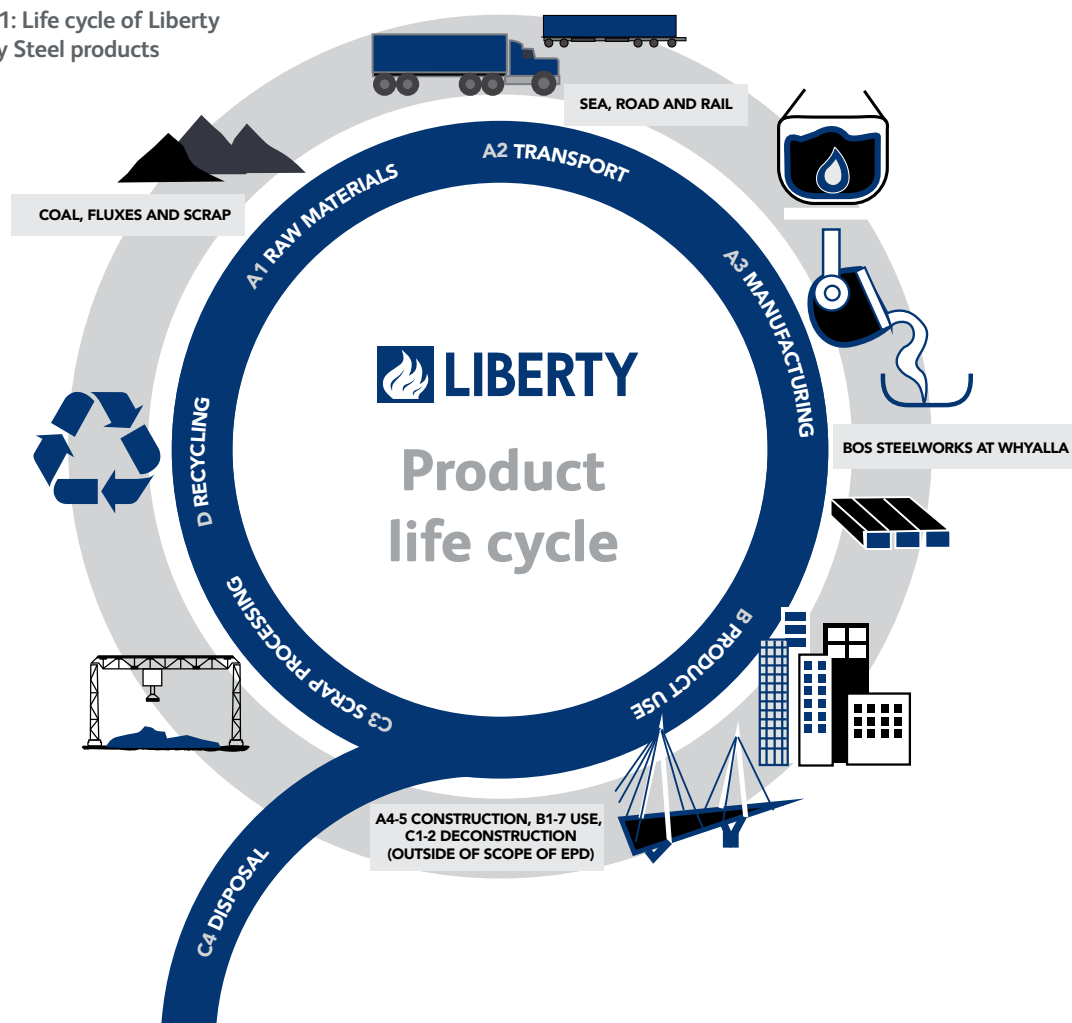 1: Life cycle of Liberty
y Steel products
SEA, ROAD AND RAIL
A2 TRANSPORT
COAL, FLUXES AND SCRAP
A1 RAW MATERIALS
A3 MANUFACTURING
LIBERTY
Product
life cycle
BOS STEELWORKS AT WHYALLA
D RECYCLING
B PRODUCT USE
C3 SCRAP PROCESSING
A4-5 CONSTRUCTION, B1-7 USE,
C1-2 DECONSTRUCTION
(OUTSIDE OF SCOPE OF EPD)
C4 DISPOSAL